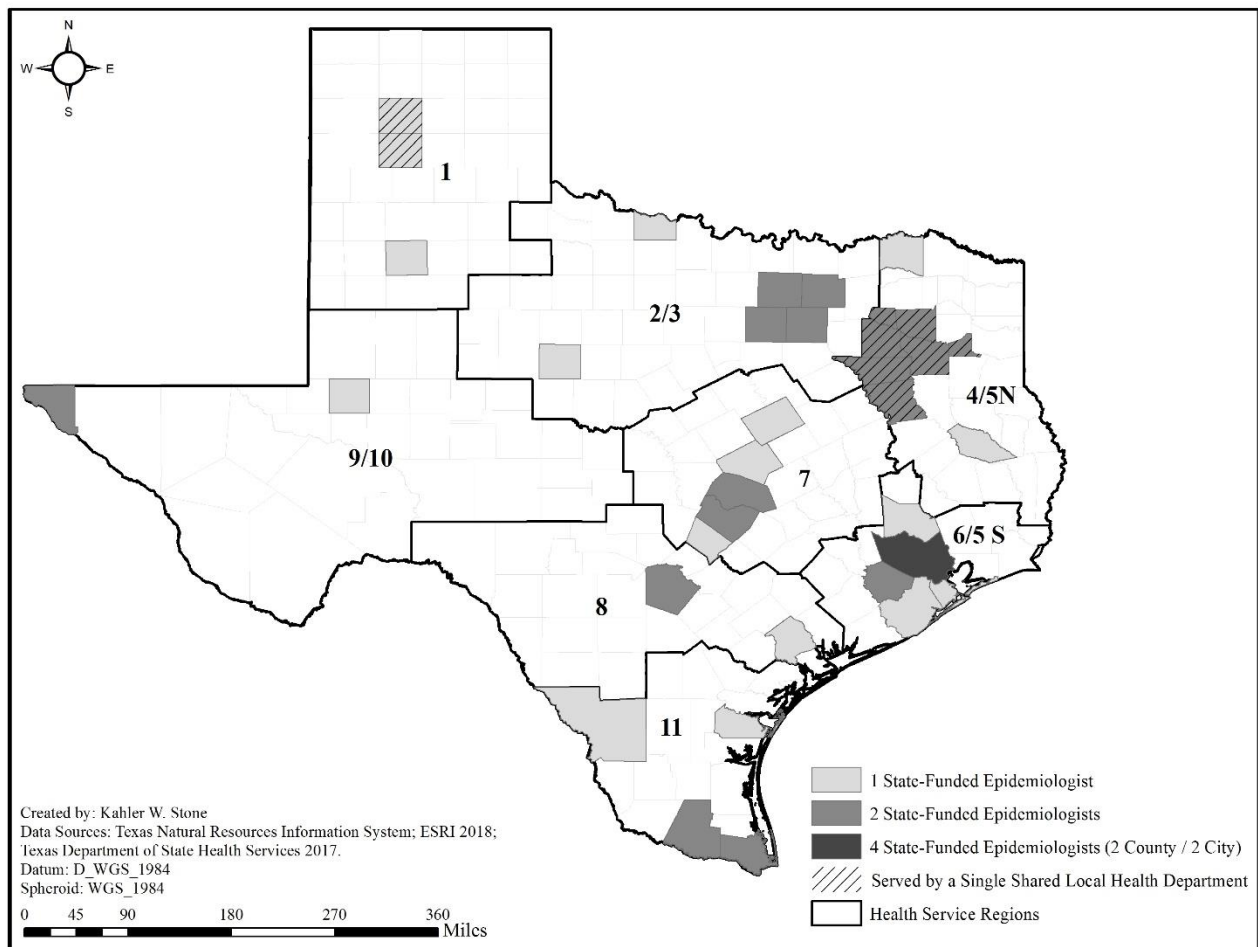 N
W E
S
1
2/3
4/5N
9/10
7
6/5 S
8
11
1 State-Funded Epidemiologist
2 State-Funded Epidemiologists
4 State-Funded Epidemiologists (2 County / 2 City)
Served by a Single Shared Local Health Department
Health Service Regions
Created by: Kahler W. Stone
Data Sources: Texas Natural Resources Information System; ESRI 2018;
Texas Department of State Health Services 2017.
Datum: D_WGS_1984
Spheroid: WGS_1984
0 45 90 180 270 360
Miles